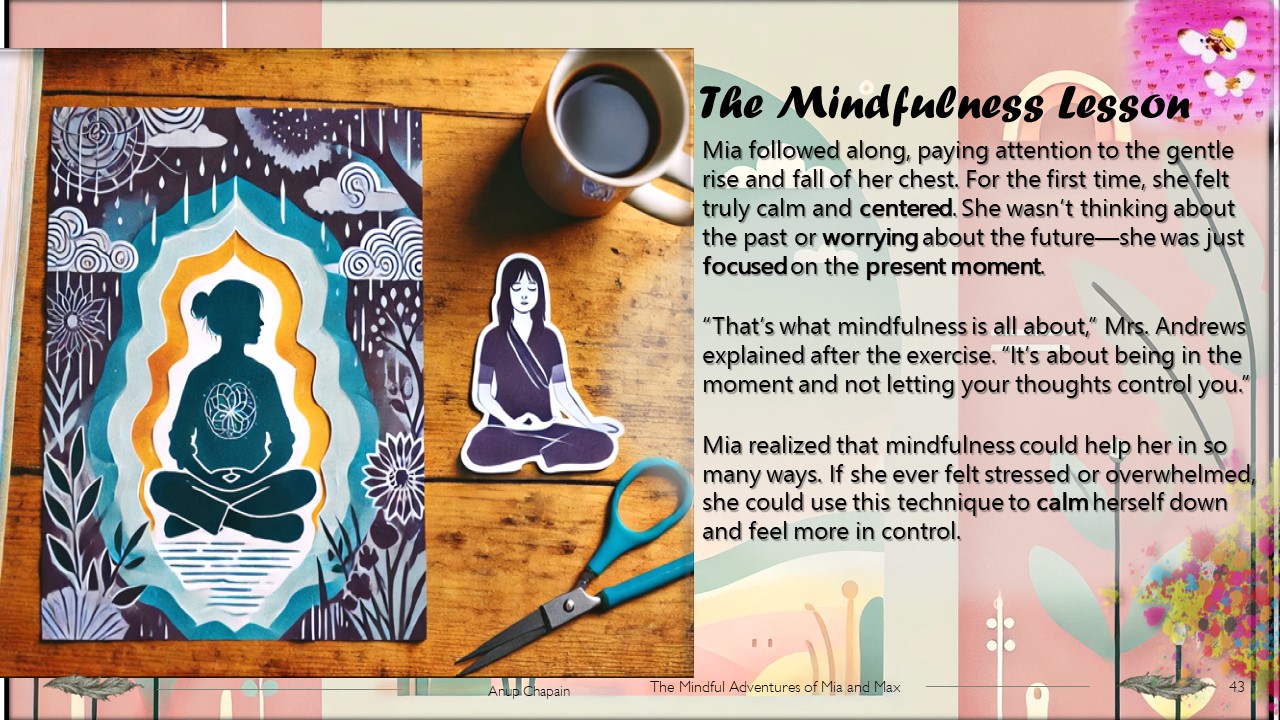 The Mindfulness Lesson
Mia followed along, paying attention to the gentle
rise and fall of her chest. For the first time, she felt
truly calm and centered. She wasn’t thinking about
the past or worrying about the future—she was just
focused on the present moment.
“That’s what mindfulness is all about,” Mrs. Andrews
explained after the exercise. “It’s about being in the
moment and not letting your thoughts control you.”
Mia realized that mindfulness could help her in so
many ways. If she ever felt stressed or overwhelmed,
she could use this technique to calm herself down
and feel more in control.
Anup Chapain
The Mindful Adventures of Mia and Max
43